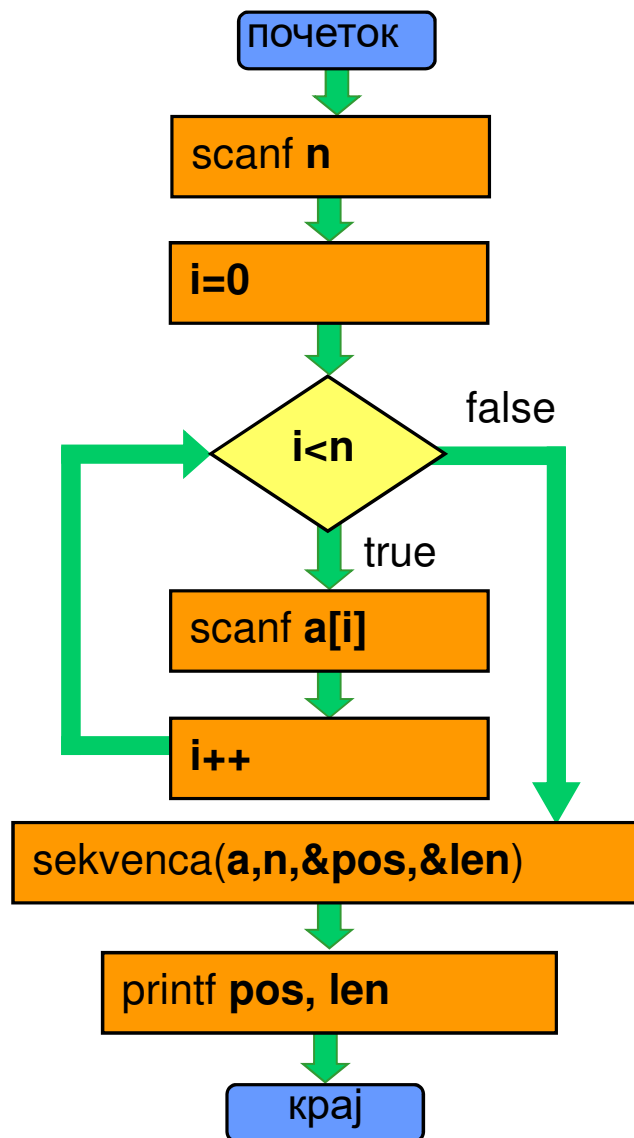 почеток
scanf n
i=0
i<n
false
true
scanf a[i]
i++
sekvenca(a,n,&pos,&len)
printf pos, len
крај